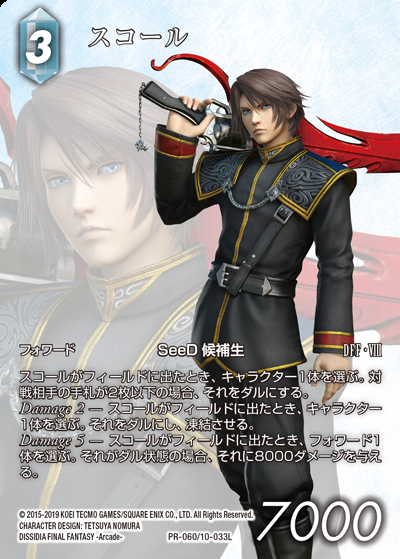 3
スコール
フォワード SeeD 候補生 DFF・VIII
スコールがフィールドに出たとき、キャラクター1体を選ぶ。対
戦相手の手札が2枚以下の場合、それをダルにする。
Damage 2 ― スコールがフィールドに出たとき、キャラクター
1体を選ぶ。それをダルにし、凍結させる。
Damage 5 ― スコールがフィールドに出たとき、フォワード1
体を選ぶ。それがダル状態の場合、それに8000ダメージを与え
る。
© 2015-2019 KOEI TECMO GAMES/SQUARE ENIX CO., LTD. All Rights Reserved.
CHARACTER DESIGN: TETSUYA NOMURA
DISSIDIA FINAL FANTASY -Arcade-
PR-060/10-033L
7000